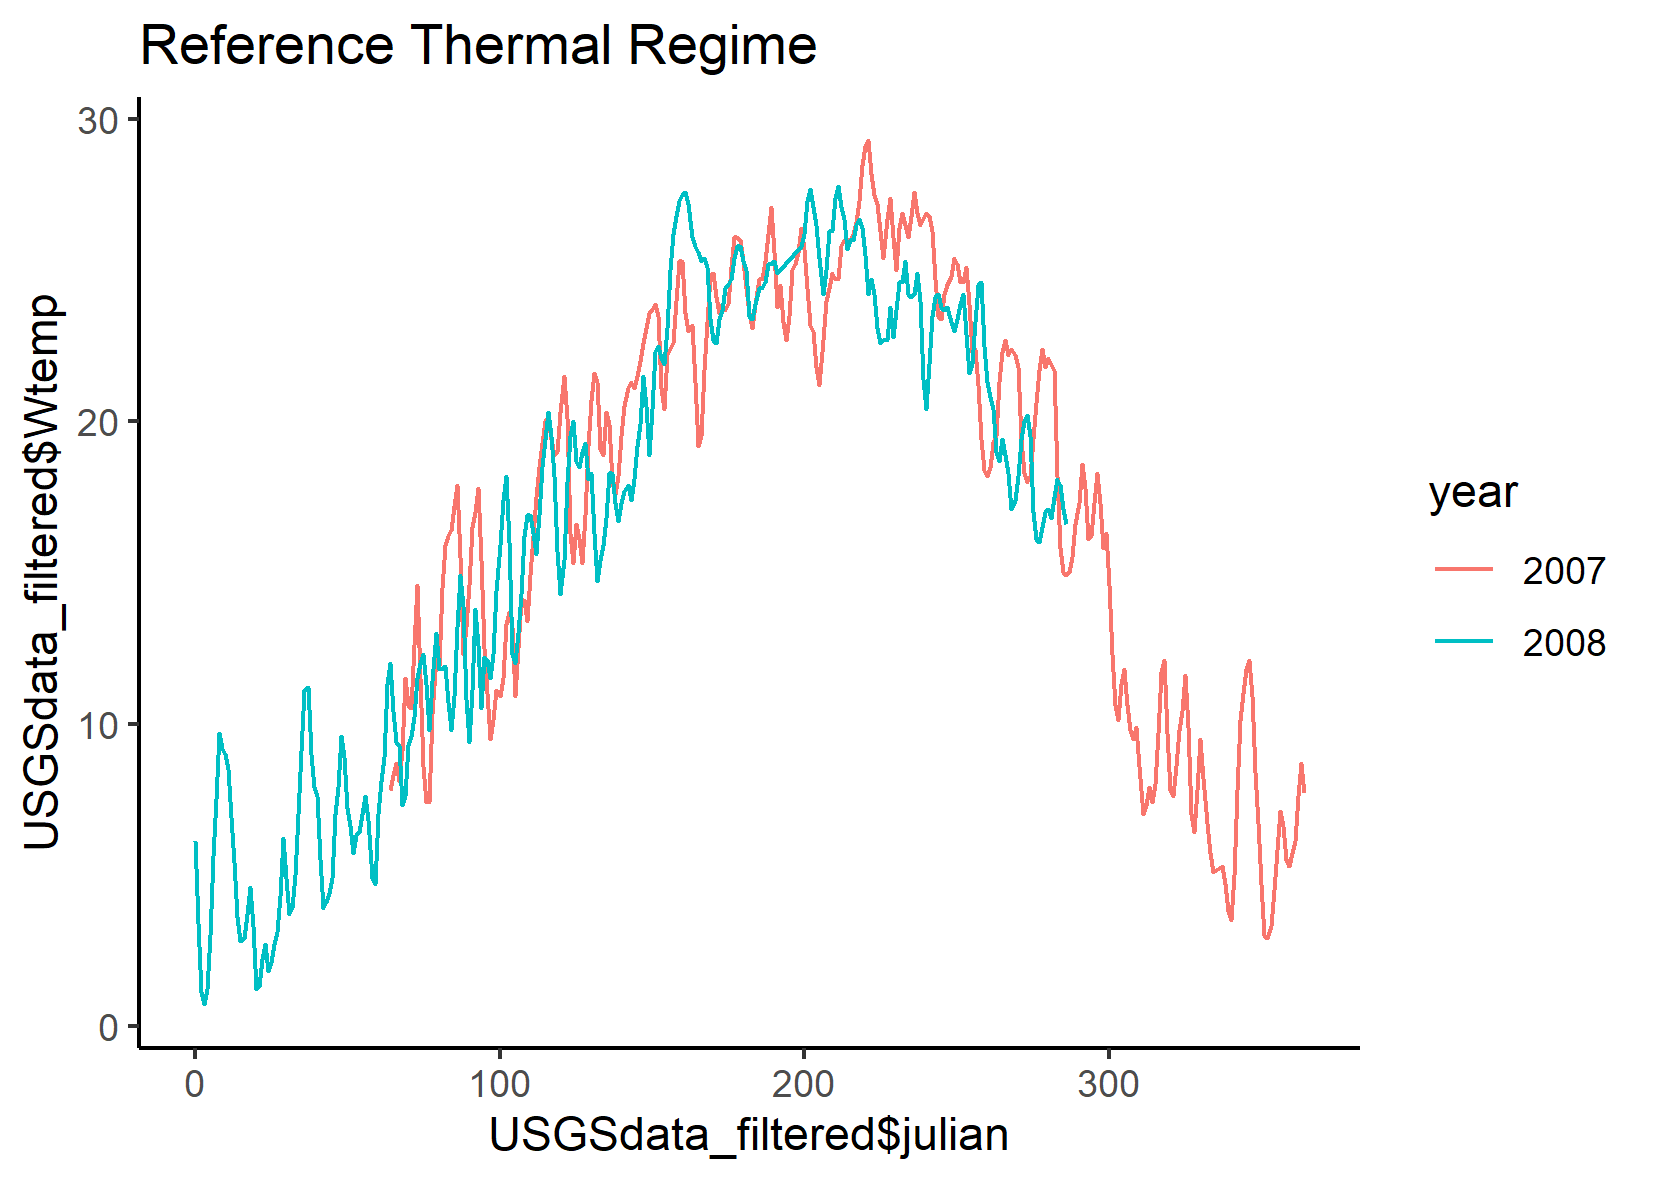 Reference Thermal Regime
30
20
10
0
USGSdata_filtered$Wtemp
0 100 200 300
USGSdata_filtered$julian
year
2007
2008